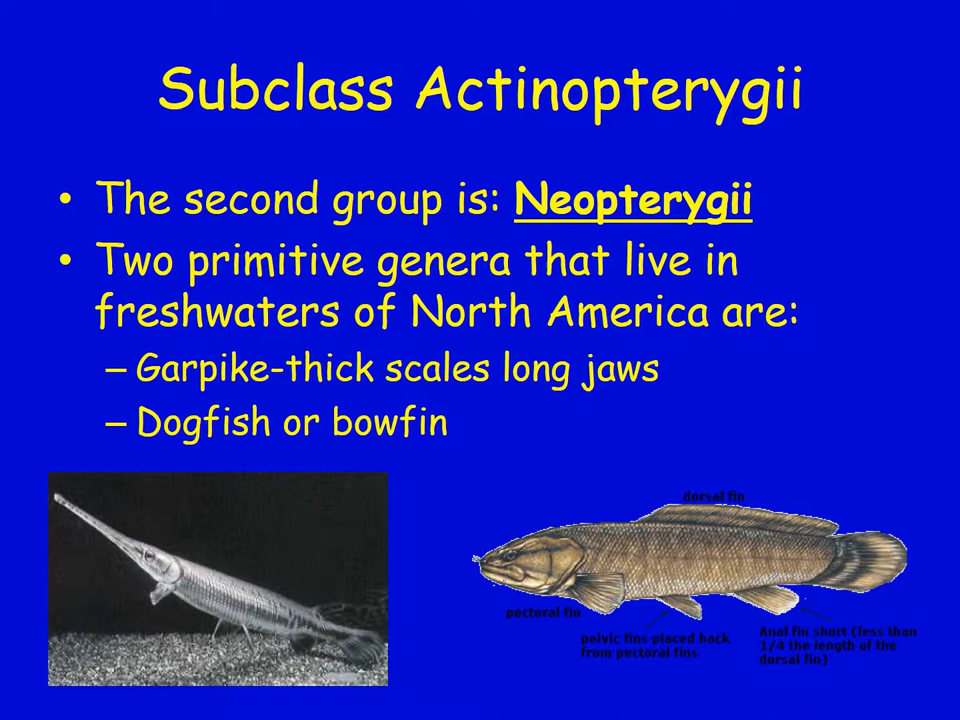 Subclass Actinopterygii
• The second group is: Neopterygii
• Two primitive genera that live in
freshwaters of North America are:
– Garpike-thick scales long jaws
– Dogfish or bowfin
dorsal fin
pectoral fin
pelvic fins placed back
from pectoral fins
Anal fin short (less than
1/4 the length of the
dorsal fin)